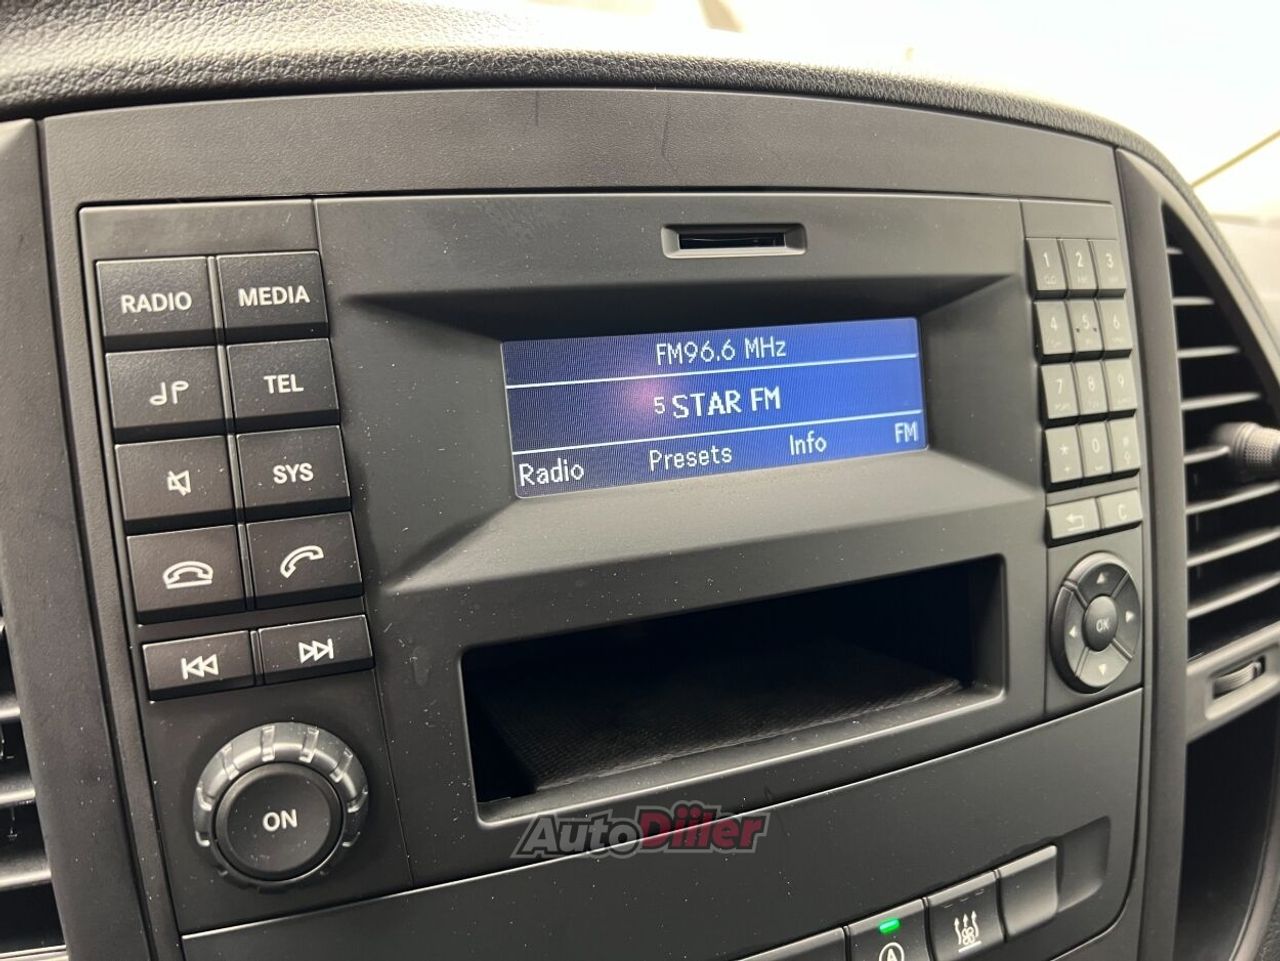 RADIO MEDIA
TEL
SYS
ON
FM96.6 MHz
5 STAR FM
Radio Presets Info FM
1 2 3
4 5 6
7 8 9
* 0 #
C
OK
A
AutoDiiler